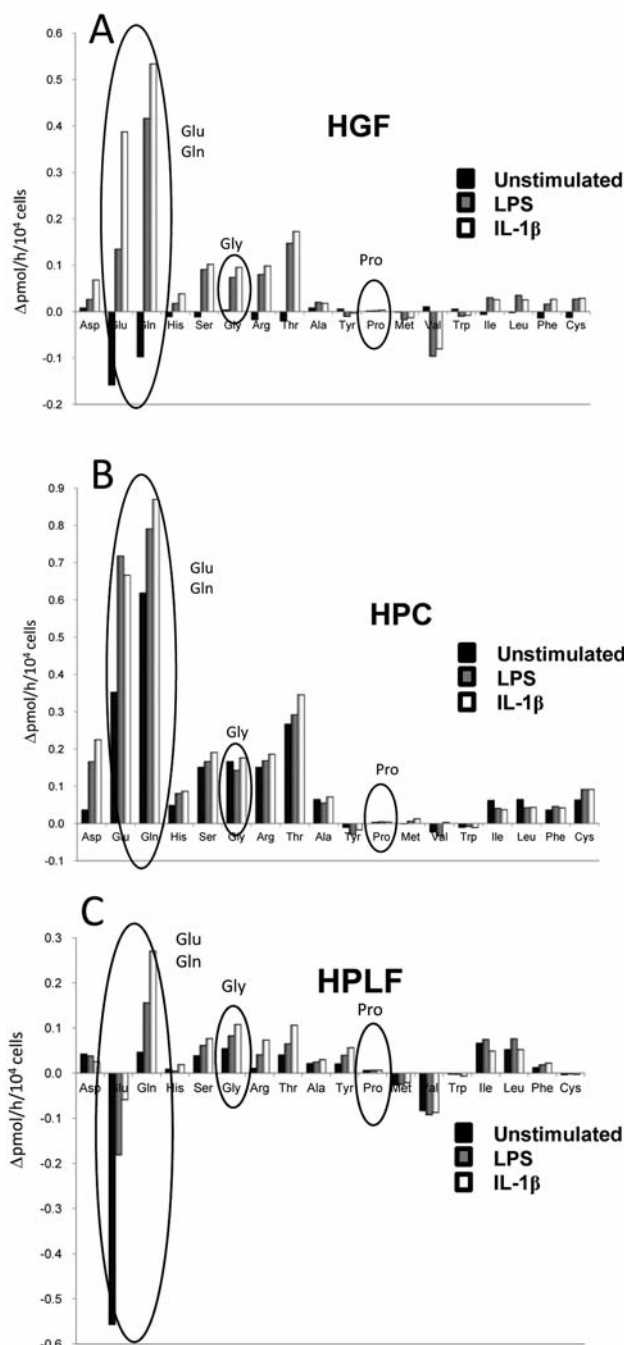 A
0.6
0.5
0.4
0.3
0.2
0.1
0
-0.1
-0.2
Δpmol/h/10⁴ cells
Glu
Gln
HGF
Unstimulated
LPS
IL-1β
Gly
Pro
Asp Glu Gln His Ser Gly Arg Thr Ala Tyr Pro Met Val Trp Ile Leu Phe Cys
B
0.9
0.8
0.7
0.6
0.5
0.4
0.3
0.2
0.1
0.0
-0.1
Δpmol/h/10⁴ cells
Glu
Gln
HPC
Unstimulated
LPS
IL-1β
Gly
Pro
Asp Glu Gln His Ser Gly Arg Thr Ala Tyr Pro Met Val Trp Ile Leu Phe Cys
C
0.3
0.2
0.1
0.0
-0.1
-0.2
-0.3
-0.4
-0.5
-0.6
Δpmol/h/10⁴ cells
Glu
Gln
Gly
HPLF
Pro
Asp Glu Gln His Ser Gly Arg Thr Ala Tyr Pro Met Val Trp Ile Leu Phe Cys
Unstimulated
LPS
IL-1β